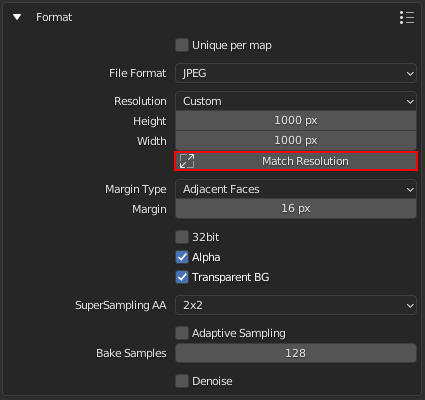 Format
Unique per map
File Format JPEG
Resolution Custom
Height 1000 px
Width 1000 px
Match Resolution
Margin Type Adjacent Faces
Margin 16 px
32bit
Alpha
Transparent BG
SuperSampling AA 2x2
Adaptive Sampling
Bake Samples 128
Denoise